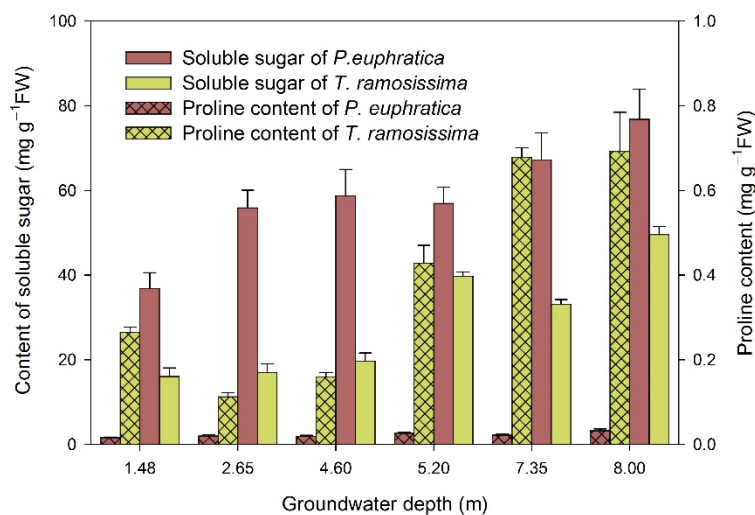 Content of soluble sugar (mg g⁻¹FW)
100
80
60
40
20
0
Soluble sugar of P.euphratica
Soluble sugar of T. ramosissima
Proline content of P. euphratica
Proline content of T. ramosissima
1.0
0.8
0.6
0.4
0.2
0.0
Proline content (mg g⁻¹FW)
1.48 2.65 4.60 5.20 7.35 8.00
Groundwater depth (m)